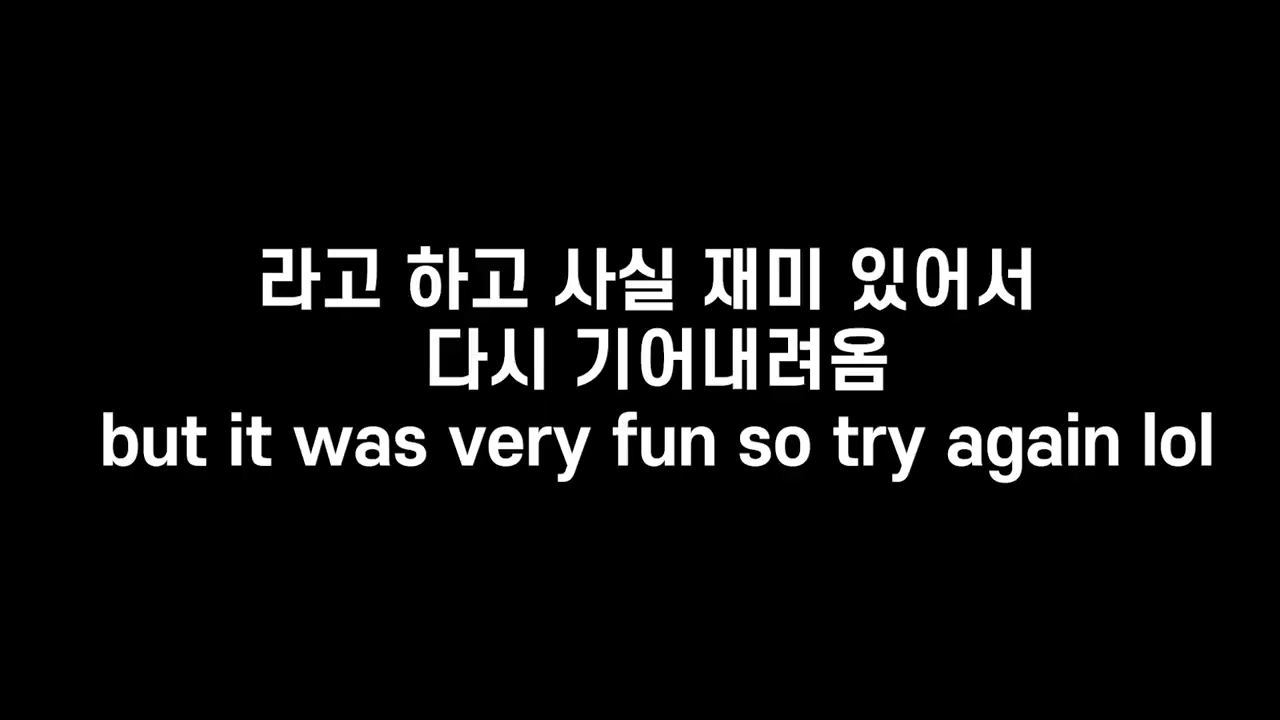 라고 하고 사실 재미 있어서
다시 기어내려옴
but it was very fun so try again lol